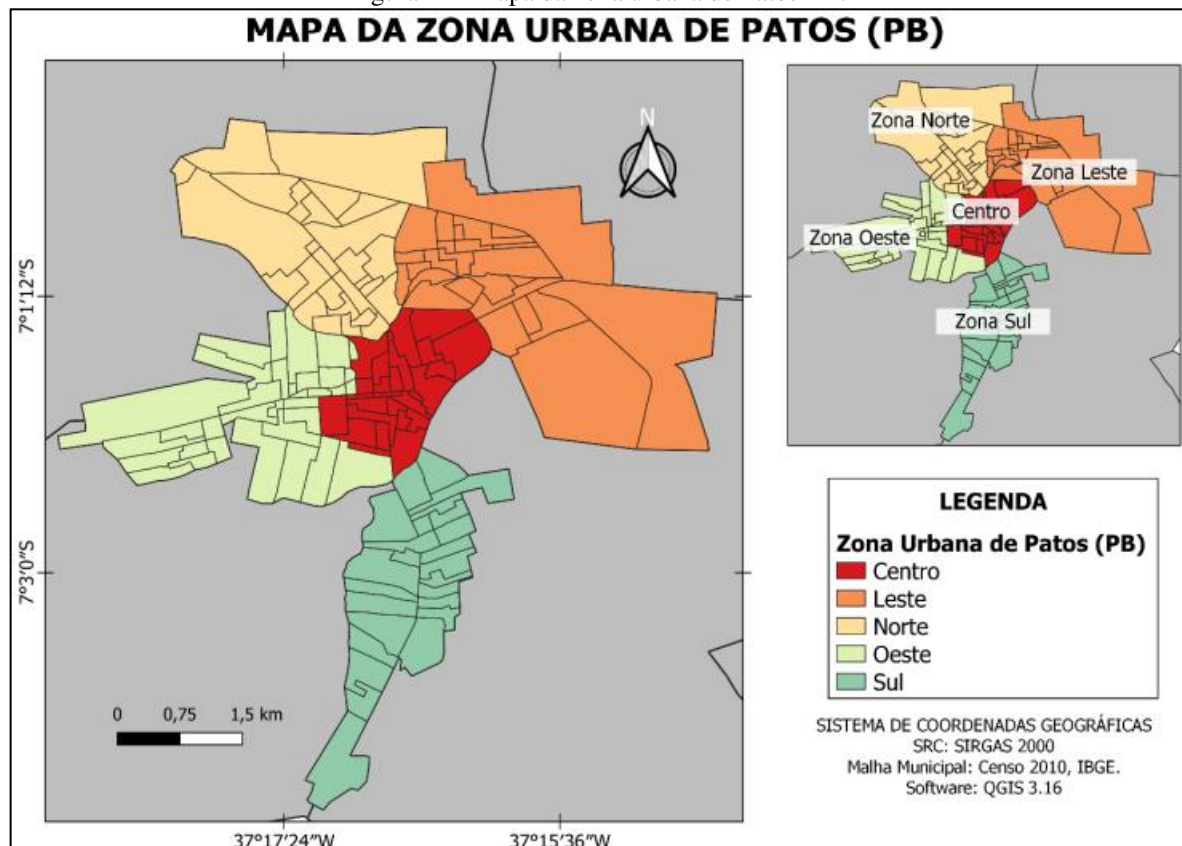 MAPA DA ZONA URBANA DE PATOS (PB)
N
7°1'12"S
7°3'0"S
0 0,75 1,5 km
37°17'24"W 37°15'36"W
Zona Norte
Zona Leste
Centro
Zona Oeste
Zona Sul
LEGENDA
Zona Urbana de Patos (PB)
Centro
Leste
Norte
Oeste
Sul
SISTEMA DE COORDENADAS GEOGRÁFICAS
SRC: SIRGAS 2000
Malha Municipal: Censo 2010, IBGE.
Software: QGIS 3.16